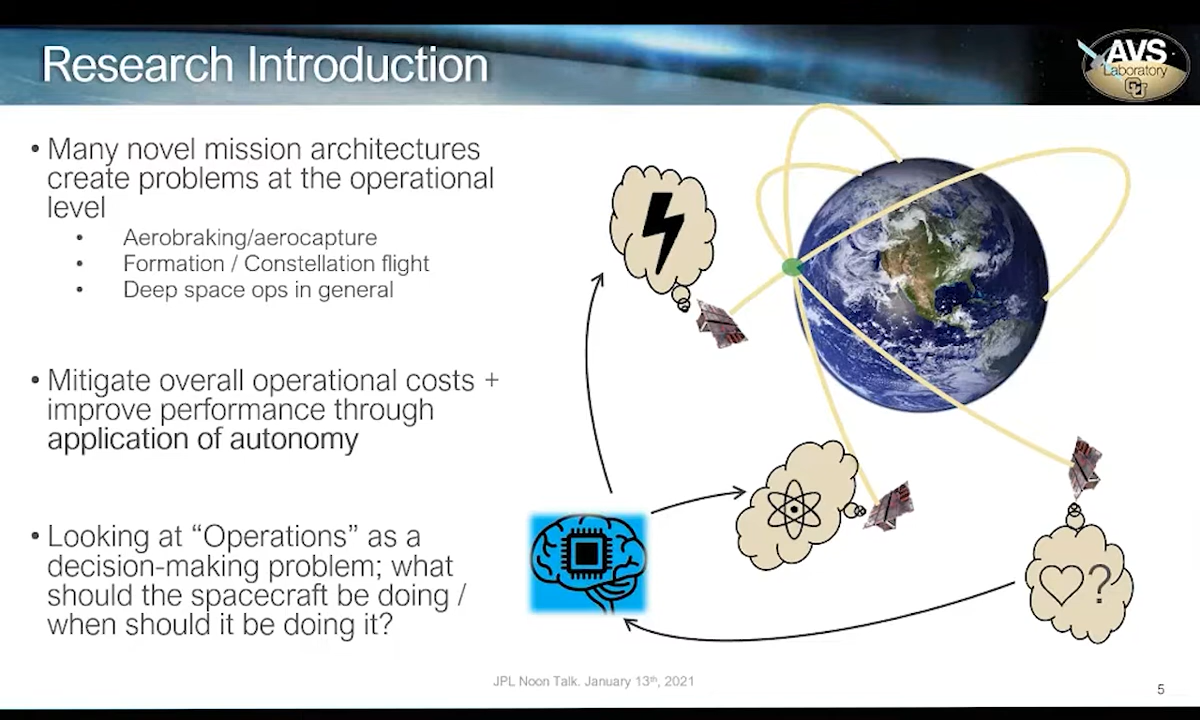 Research Introduction
AVS
Laboratory
CU
• Many novel mission architectures
create problems at the operational
level
• Aerobraking/aerocapture
• Formation / Constellation flight
• Deep space ops in general
• Mitigate overall operational costs +
improve performance through
application of autonomy
• Looking at “Operations” as a
decision-making problem; what
should the spacecraft be doing /
when should it be doing it?
?
JPL Noon Talk. January 13th, 2021
5